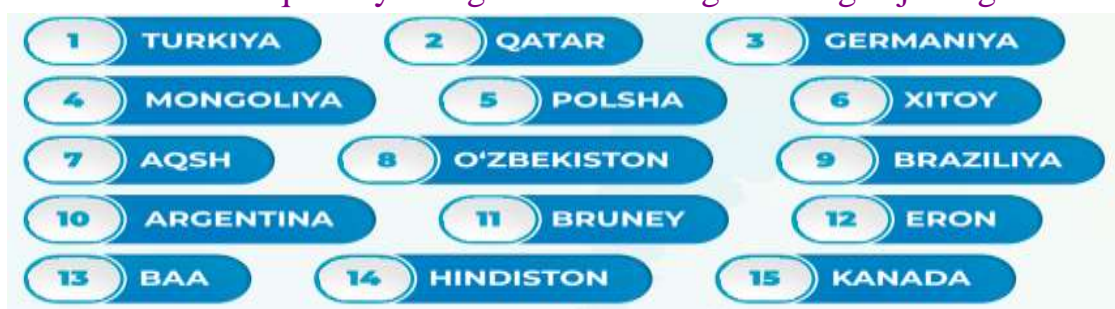 1 TURKIYA 2 QATAR 3 GERMANIYA
4 MONGOLIYA 5 POLSHA 6 XITOY
7 AQSH 8 O‘ZBEKISTON 9 BRAZILIYA
10 ARGENTINA 11 BRUNEY 12 ERON
13 BAA 14 HINDISTON 15 KANADA